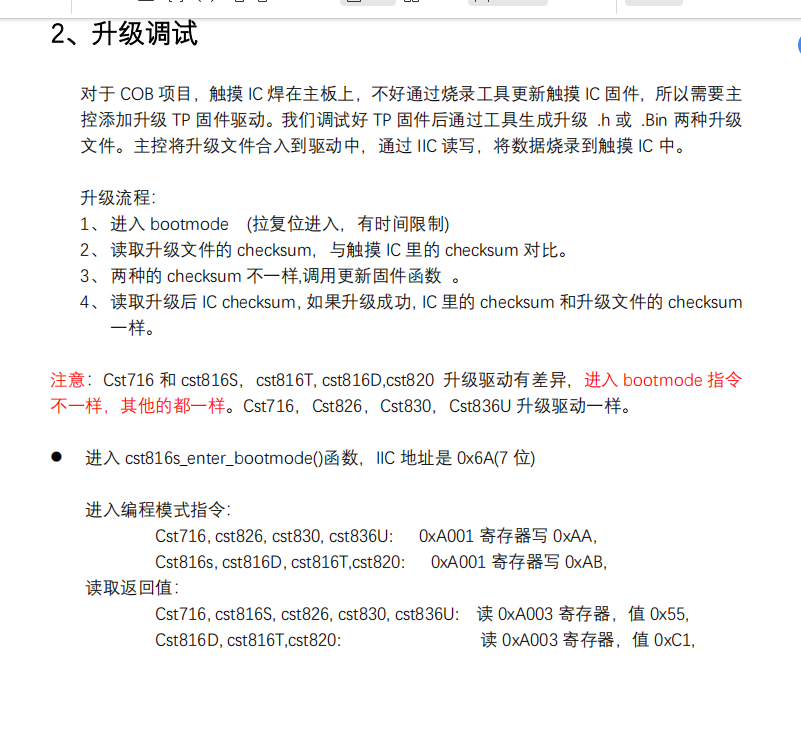 2、升级调试
对于 COB 项目，触摸 IC 焊在主板上，不好通过烧录工具更新触摸 IC 固件，所以需要主
控添加升级 TP 固件驱动。我们调试好 TP 固件后通过工具生成升级 .h 或 .Bin 两种升级
文件。主控将升级文件合入到驱动中，通过 IIC 读写，将数据烧录到触摸 IC 中。
升级流程：
1、进入 bootmode (拉复位进入，有时间限制)
2、读取升级文件的 checksum，与触摸 IC 里的 checksum 对比。
3、两种的 checksum 不一样,调用更新固件函数 。
4、读取升级后 IC checksum, 如果升级成功, IC 里的 checksum 和升级文件的 checksum
一样。
注意：Cst716 和 cst816S，cst816T, cst816D,cst820 升级驱动有差异，进入 bootmode 指令
不一样，其他的都一样。Cst716，Cst826，Cst830，Cst836U 升级驱动一样。
● 进入 cst816s_enter_bootmode()函数，IIC 地址是 0x6A(7 位)
进入编程模式指令：
Cst716, cst826, cst830, cst836U: 0xA001 寄存器写 0xAA,
Cst816s, cst816D, cst816T,cst820: 0xA001 寄存器写 0xAB,
读取返回值：
Cst716, cst816S, cst826, cst830, cst836U: 读 0xA003 寄存器，值 0x55,
Cst816D, cst816T,cst820: 读 0xA003 寄存器，值 0xC1,